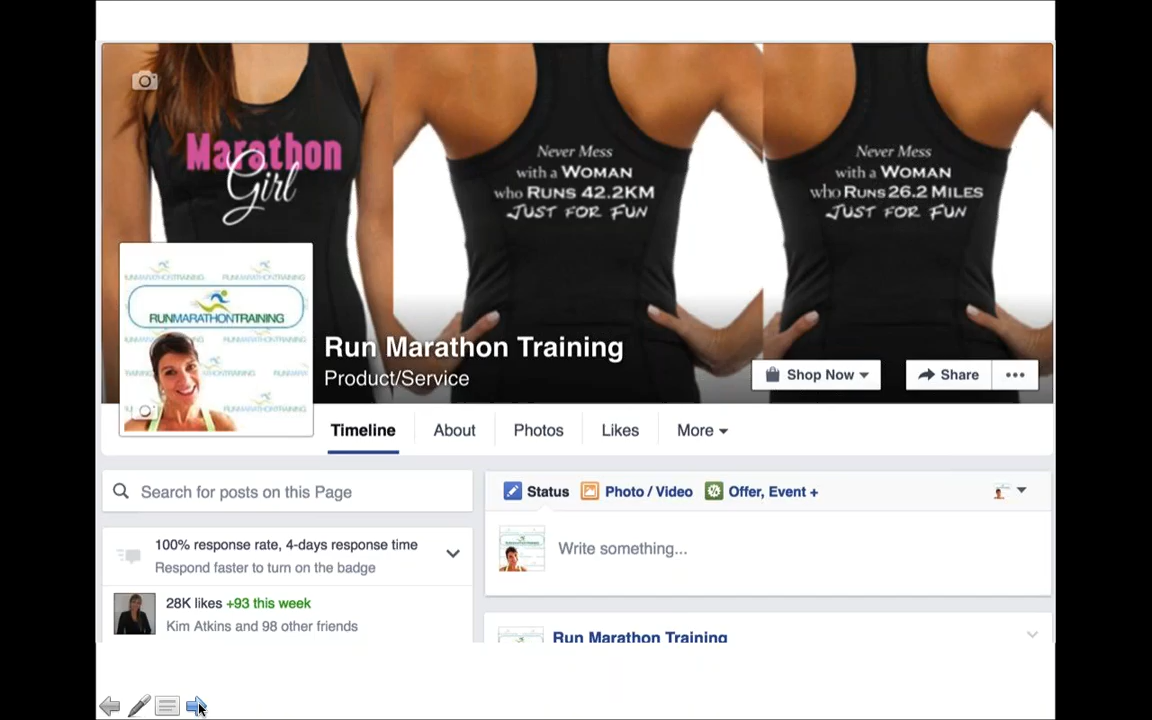 Marathon
Girl
Never Mess
with a WOMAN
who RUNS 42.2KM
JUST FOR FUN
Never Mess
with a WOMAN
who RUNS 26.2 MILES
JUST FOR FUN
RUNMARATHONTRAINING
Run Marathon Training
Product/Service
Shop Now
Share
Timeline
About
Photos
Likes
More
Search for posts on this Page
Status
Photo / Video
Offer, Event +
100% response rate, 4-days response time
Respond faster to turn on the badge
Write something...
28K likes +93 this week
Kim Atkins and 98 other friends
Run Marathon Training